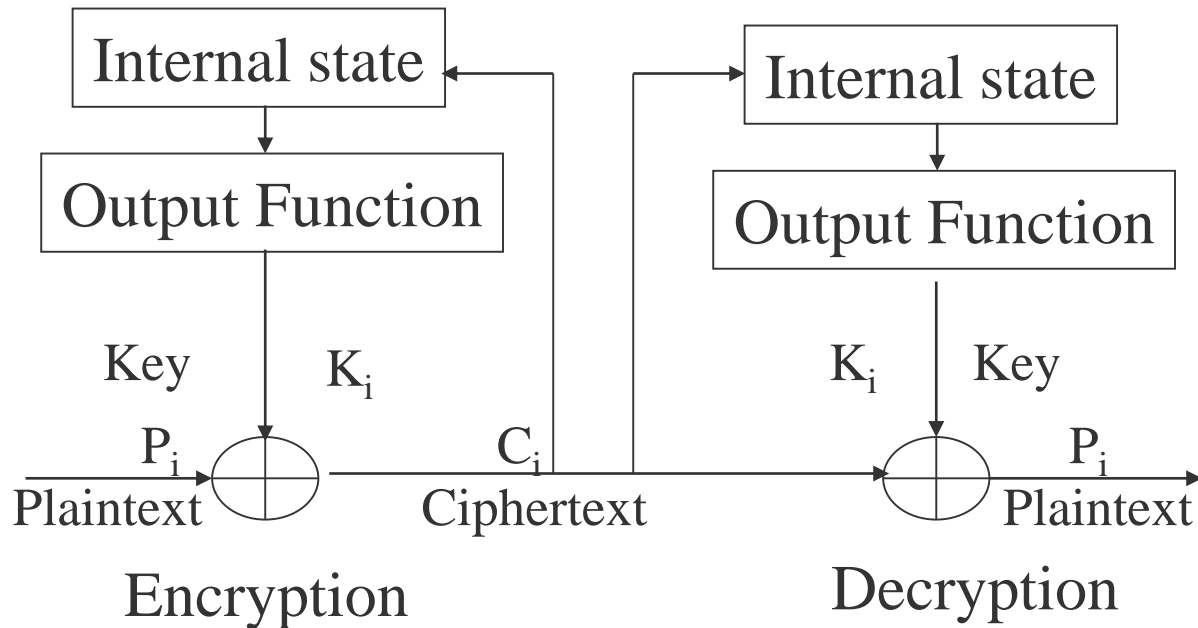 Internal state
Internal state
Output Function
Output Function
Key
Kᵢ
Kᵢ
Key
Pᵢ
Cᵢ
Pᵢ
Plaintext
Ciphertext
Plaintext
Encryption
Decryption